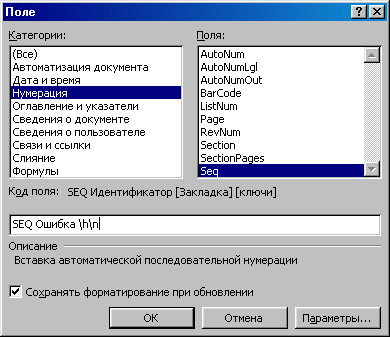 Поле
Категории:
(Все)
Автоматизация документа
Дата и время
Нумерация
Оглавление и указатели
Сведения о документе
Сведения о пользователе
Связи и ссылки
Слияние
Формулы
Поля:
AutoNum
AutoNumLgl
AutoNumOut
BarCode
ListNum
Page
RevNum
Section
SectionPages
Seq
Код поля: SEQ Идентификатор [Закладка] [ключи]
SEQ Ошибка \h\n
Описание
Вставка автоматической последовательной нумерации
Сохранять форматирование при обновлении
ОК Отмена Параметры...